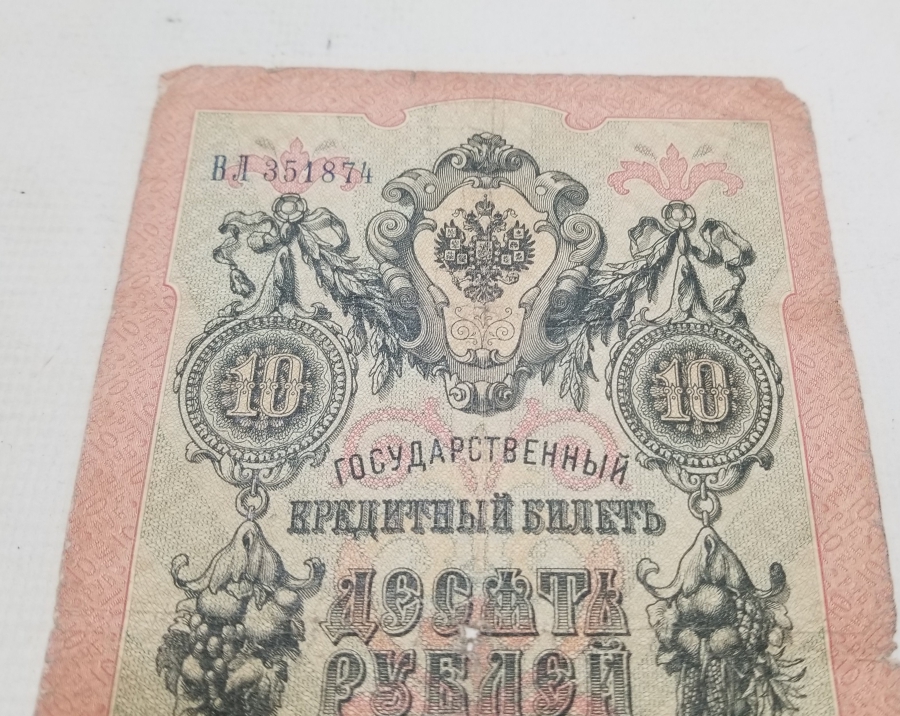 ВЛ 351874
10 10
ГОСУДАРСТВЕННЫЙ
КРЕДИТНЫЙ БИЛЕТЪ
ДЕСЯТЬ
РУБЛЕЙ